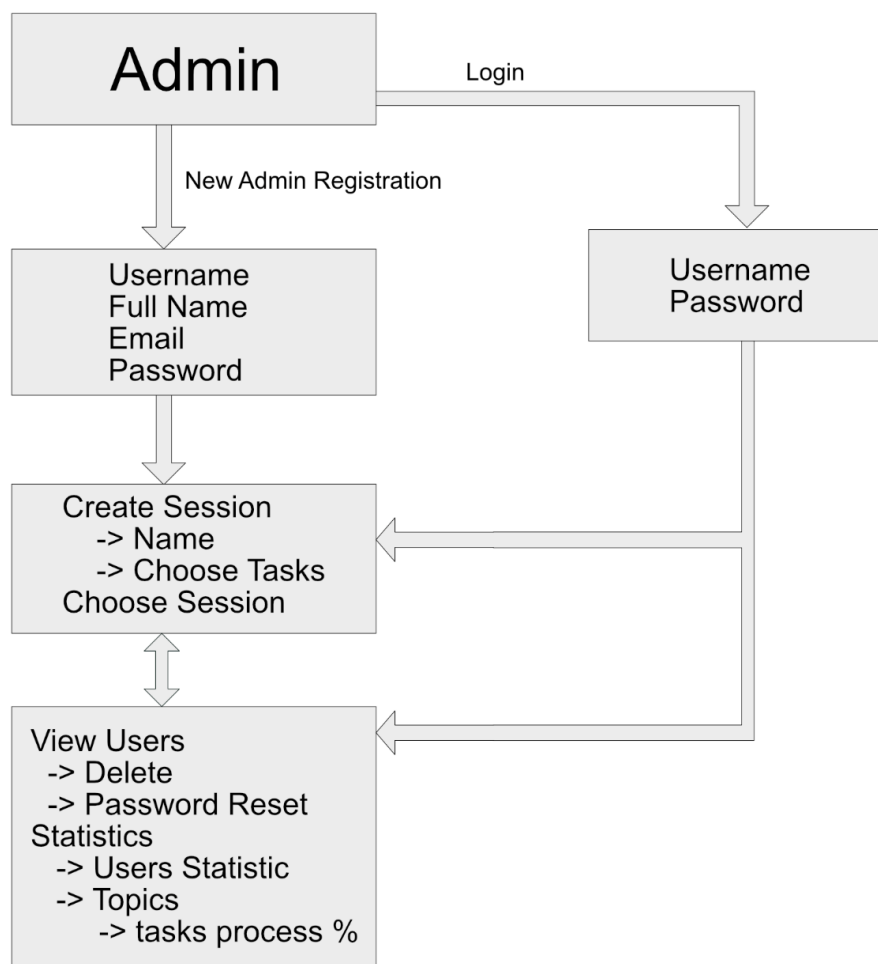 Admin
Login
New Admin Registration
Username
Full Name
Email
Password
Username
Password
Create Session
-> Name
-> Choose Tasks
Choose Session
View Users
-> Delete
-> Password Reset
Statistics
-> Users Statistic
-> Topics
-> tasks process %